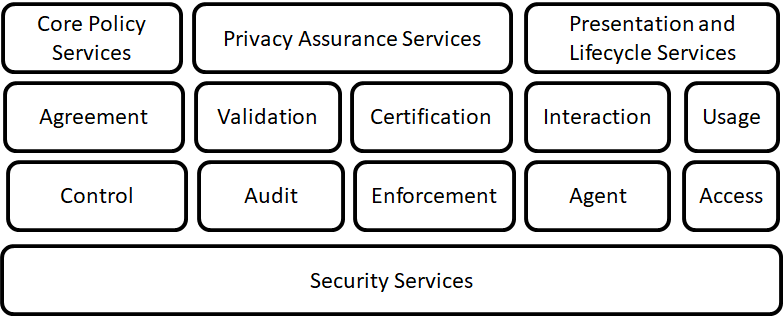 Core Policy
Services
Privacy Assurance Services
Presentation and
Lifecycle Services
Agreement
Validation
Certification
Interaction
Usage
Control
Audit
Enforcement
Agent
Access
Security Services